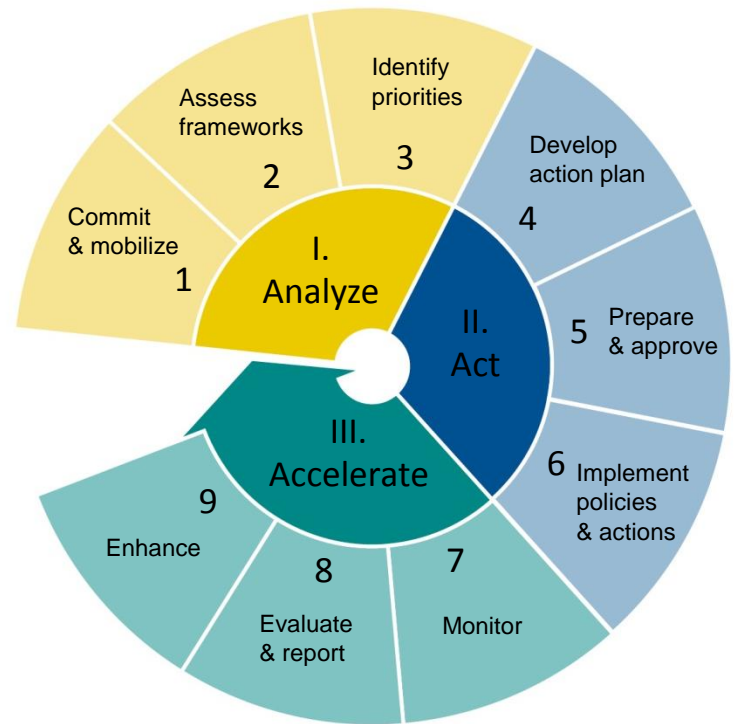 I.
Analyze
1
Commit
& mobilize
2
Assess
frameworks
3
Identify
priorities
II.
Act
4
Develop
action plan
5
Prepare
& approve
6
Implement
policies
& actions
III.
Accelerate
7
Monitor
8
Evaluate
& report
9
Enhance